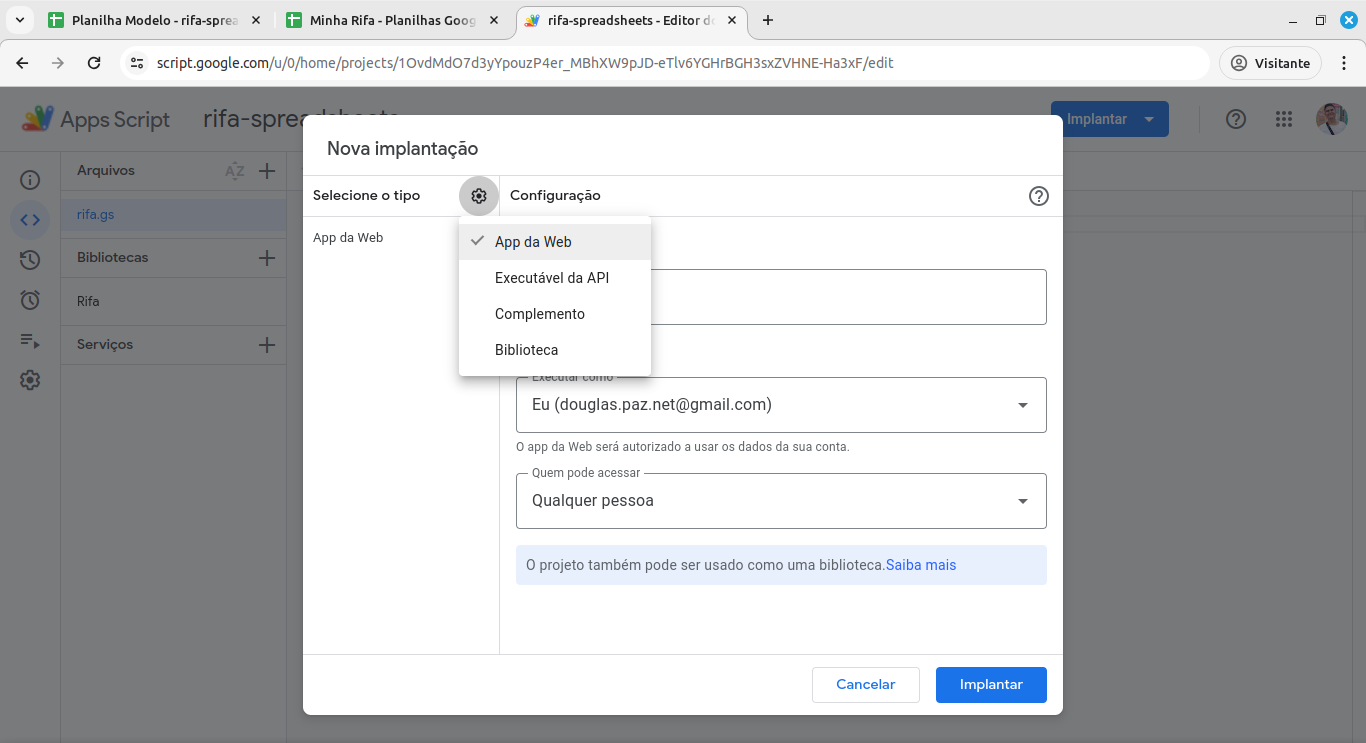 Planilha Modelo - rifa-sprea
Minha Rifa - Planilhas Goog
rifa-spreadsheets - Editor do
script.google.com/u/0/home/projects/1OvdMdO7d3yYpouzP4er_MBhXW9pJD-eTlv6YGHrBGH3sxZVHNE-Ha3xF/edit
Visitante
Apps Script
rifa-spreadsheets
Implantar
Nova implantação
Arquivos
AZ
Selecione o tipo
Configuração
rifa.gs
App da Web
App da Web
Bibliotecas
Executável da API
Rifa
Complemento
Serviços
Biblioteca
Executar como
Eu (douglas.paz.net@gmail.com)
O app da Web será autorizado a usar os dados da sua conta.
Quem pode acessar
Qualquer pessoa
O projeto também pode ser usado como uma biblioteca.Saiba mais
Cancelar
Implantar